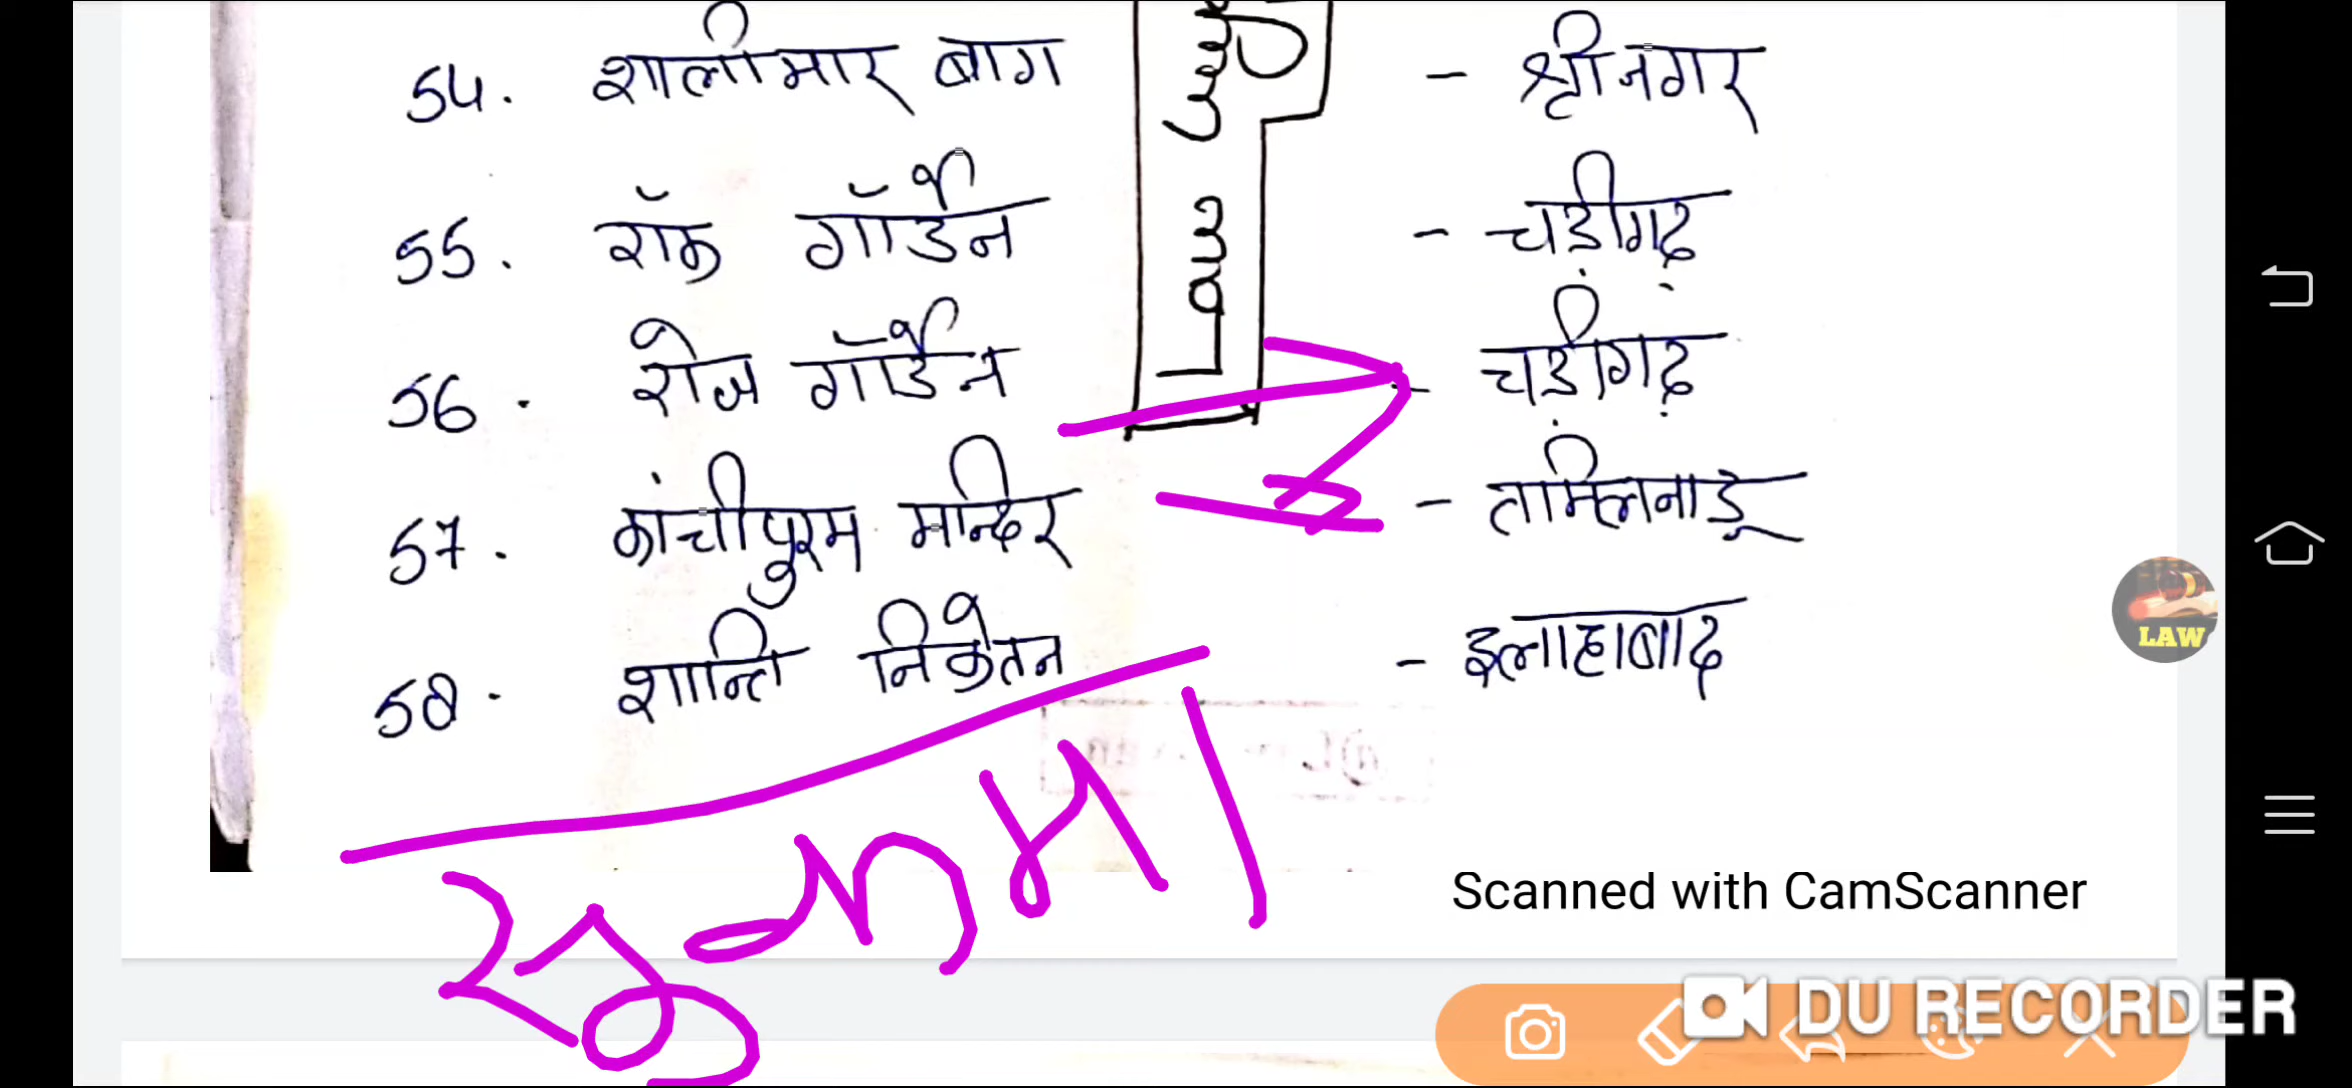 54. शालीमार बाग - श्रीनगर
55. रॉक गॉर्डन - चडीगढ़
56. रोज गॉर्डन - चंडीगढ़
57. कांचीपुरम मन्दिर - तामिलनाडू
58. शान्ति निकेतन - इलाहाबाद
LAW
Scanned with CamScanner
DU RECORDER